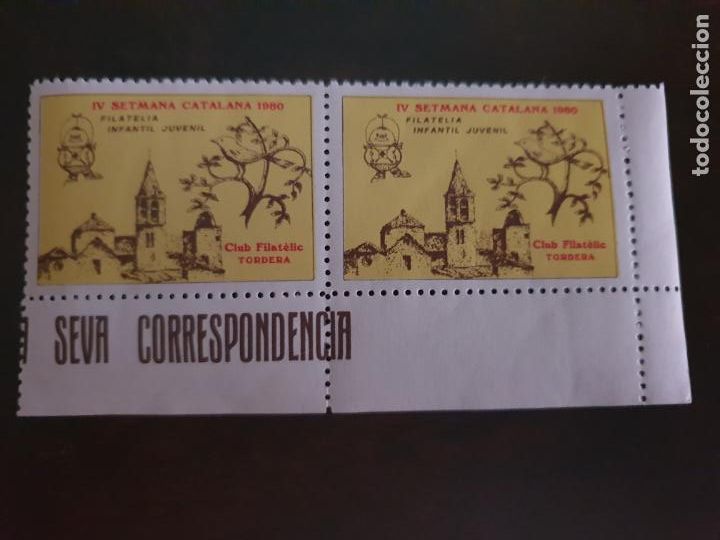 IV SETMANA CATALANA 1980
FILATELIA
INFANTIL JUVENIL
Club Filatèlic
TORDERA
IV SETMANA CATALANA 1980
FILATELIA
INFANTIL JUVENIL
Club Filatèlic
TORDERA
SEVA CORRESPONDENCIA
todocoleccion